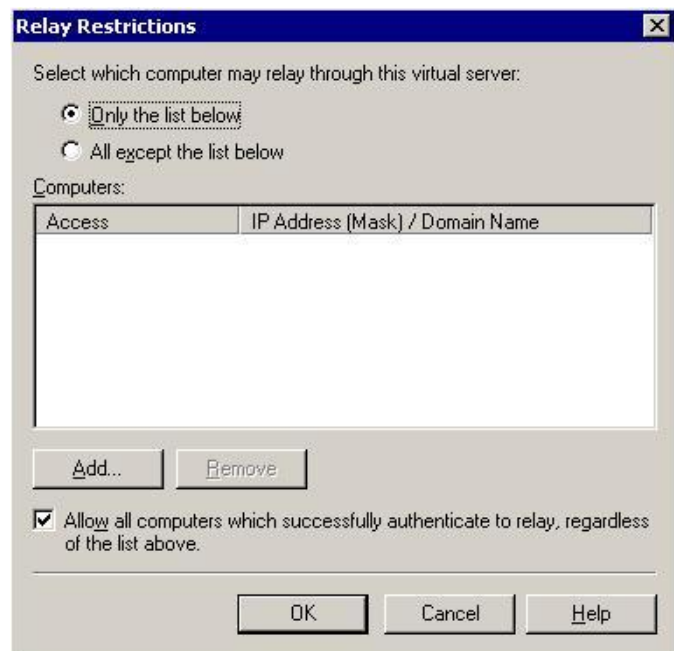 Relay Restrictions
Select which computer may relay through this virtual server:
Only the list below
All except the list below
Computers:
Access IP Address (Mask) / Domain Name
Add... Remove
Allow all computers which successfully authenticate to relay, regardless
of the list above.
OK Cancel Help